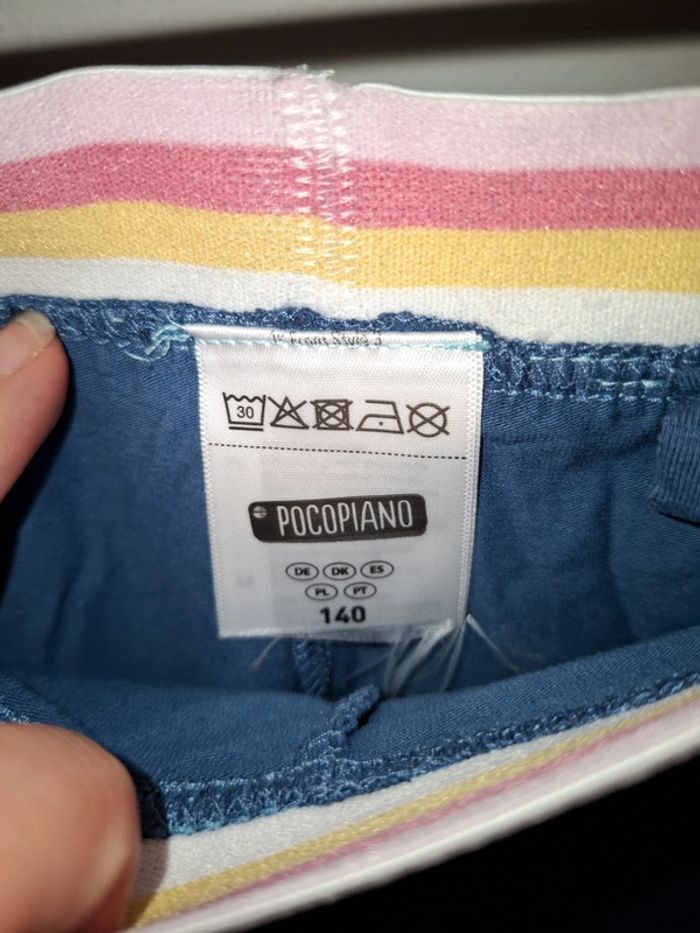 30
POCOPIANO
DE DK ES
PL PT
140